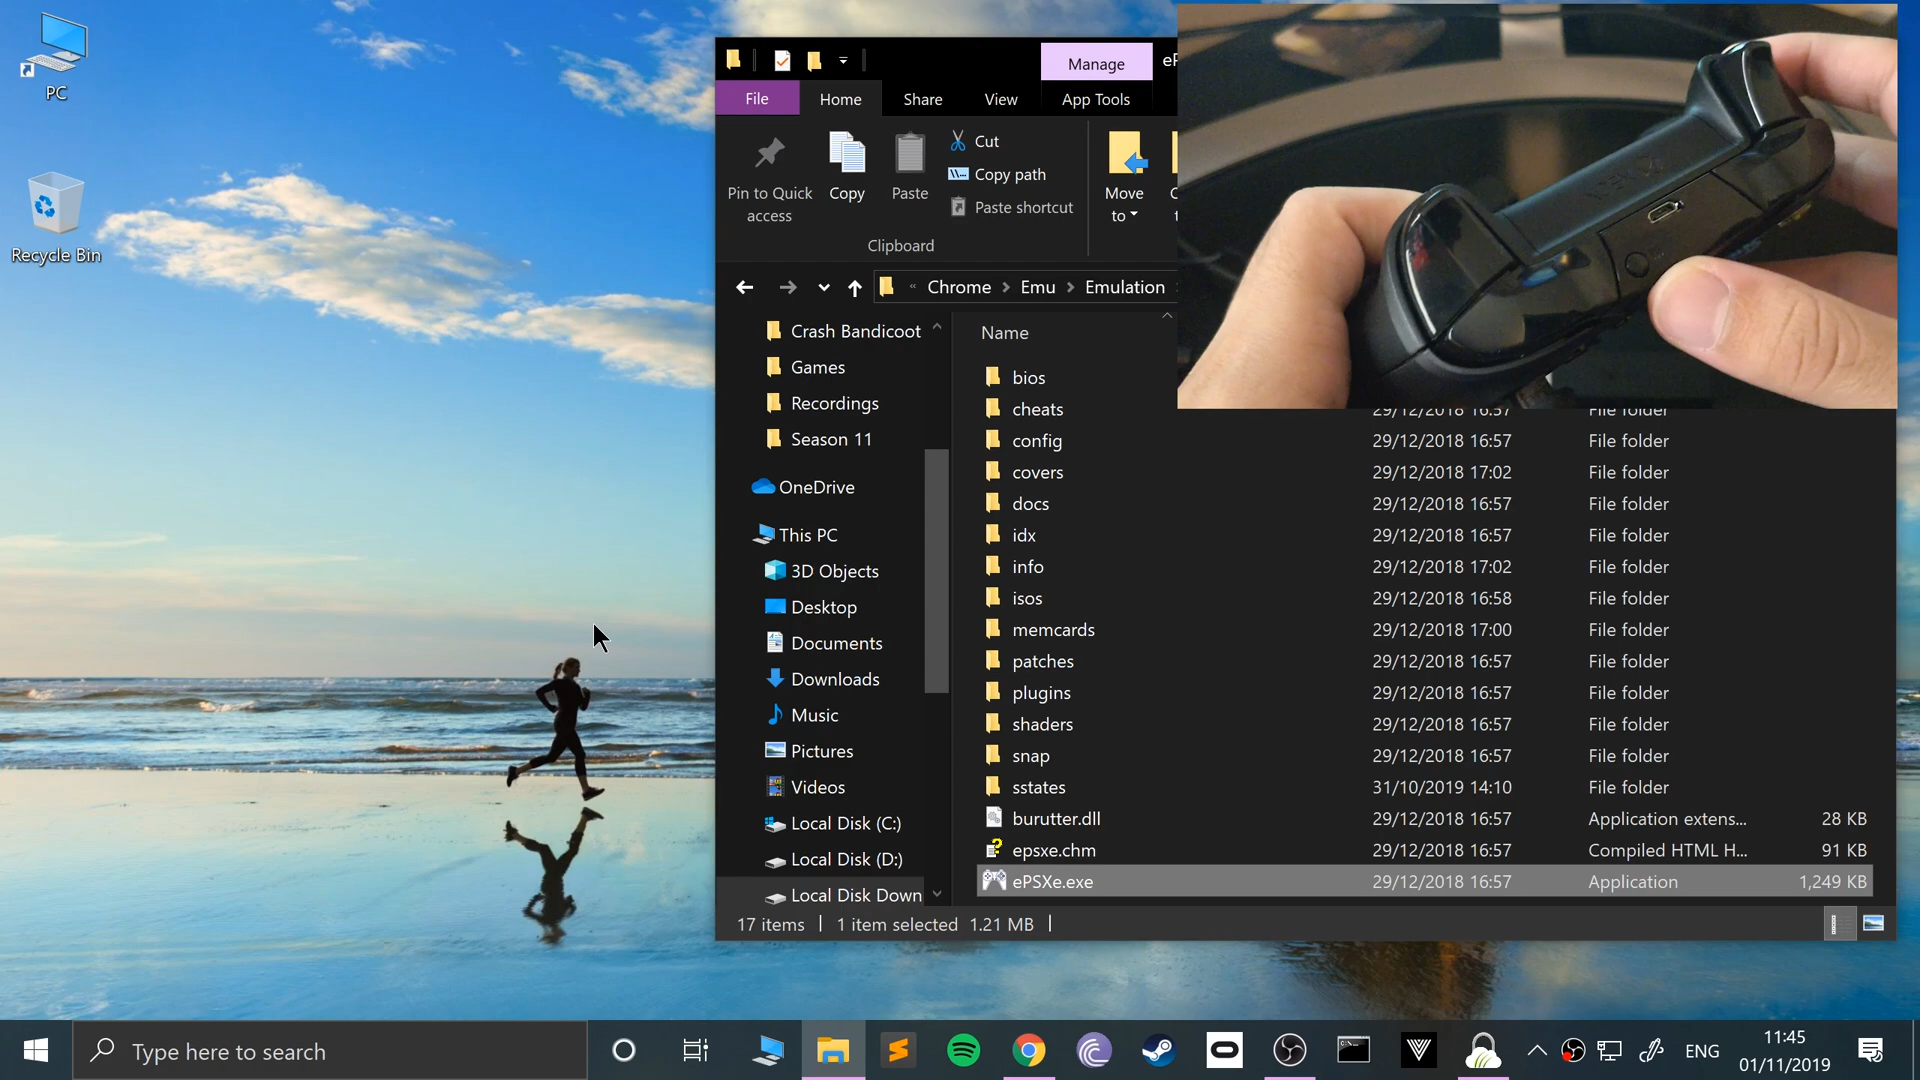 PC
Recycle Bin
Manage
eP
File
Home
Share
View
App Tools
Pin to Quick
access
Copy
Paste
Cut
Copy path
Paste shortcut
Move
to
C
t
Clipboard
« Chrome > Emu > Emulation
Crash Bandicoot
Games
Recordings
Season 11
OneDrive
This PC
3D Objects
Desktop
Documents
Downloads
Music
Pictures
Videos
Local Disk (C:)
Local Disk (D:)
Local Disk Down
Name
bios
cheats 29/12/2018 16:57 File folder
config 29/12/2018 16:57 File folder
covers 29/12/2018 17:02 File folder
docs 29/12/2018 16:57 File folder
idx 29/12/2018 16:57 File folder
info 29/12/2018 17:02 File folder
isos 29/12/2018 16:58 File folder
memcards 29/12/2018 17:00 File folder
patches 29/12/2018 16:57 File folder
plugins 29/12/2018 16:57 File folder
shaders 29/12/2018 16:57 File folder
snap 29/12/2018 16:57 File folder
sstates 31/10/2019 14:10 File folder
burutter.dll 29/12/2018 16:57 Application extens... 28 KB
epsxe.chm 29/12/2018 16:57 Compiled HTML H... 91 KB
ePSXe.exe 29/12/2018 16:57 Application 1,249 KB
17 items
1 item selected 1.21 MB
Type here to search
ENG
11:45
01/11/2019